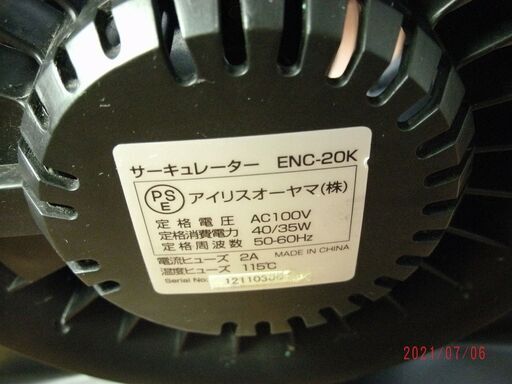 サーキュレーター ENC-20K
PS
E
アイリスオーヤマ(株)
定格電圧 AC100V
定格消費電力 40/35W
定格周波数 50-60Hz
電流ヒューズ 2A MADE IN CHINA
温度ヒューズ 115℃
Serial No:
2021/07/06